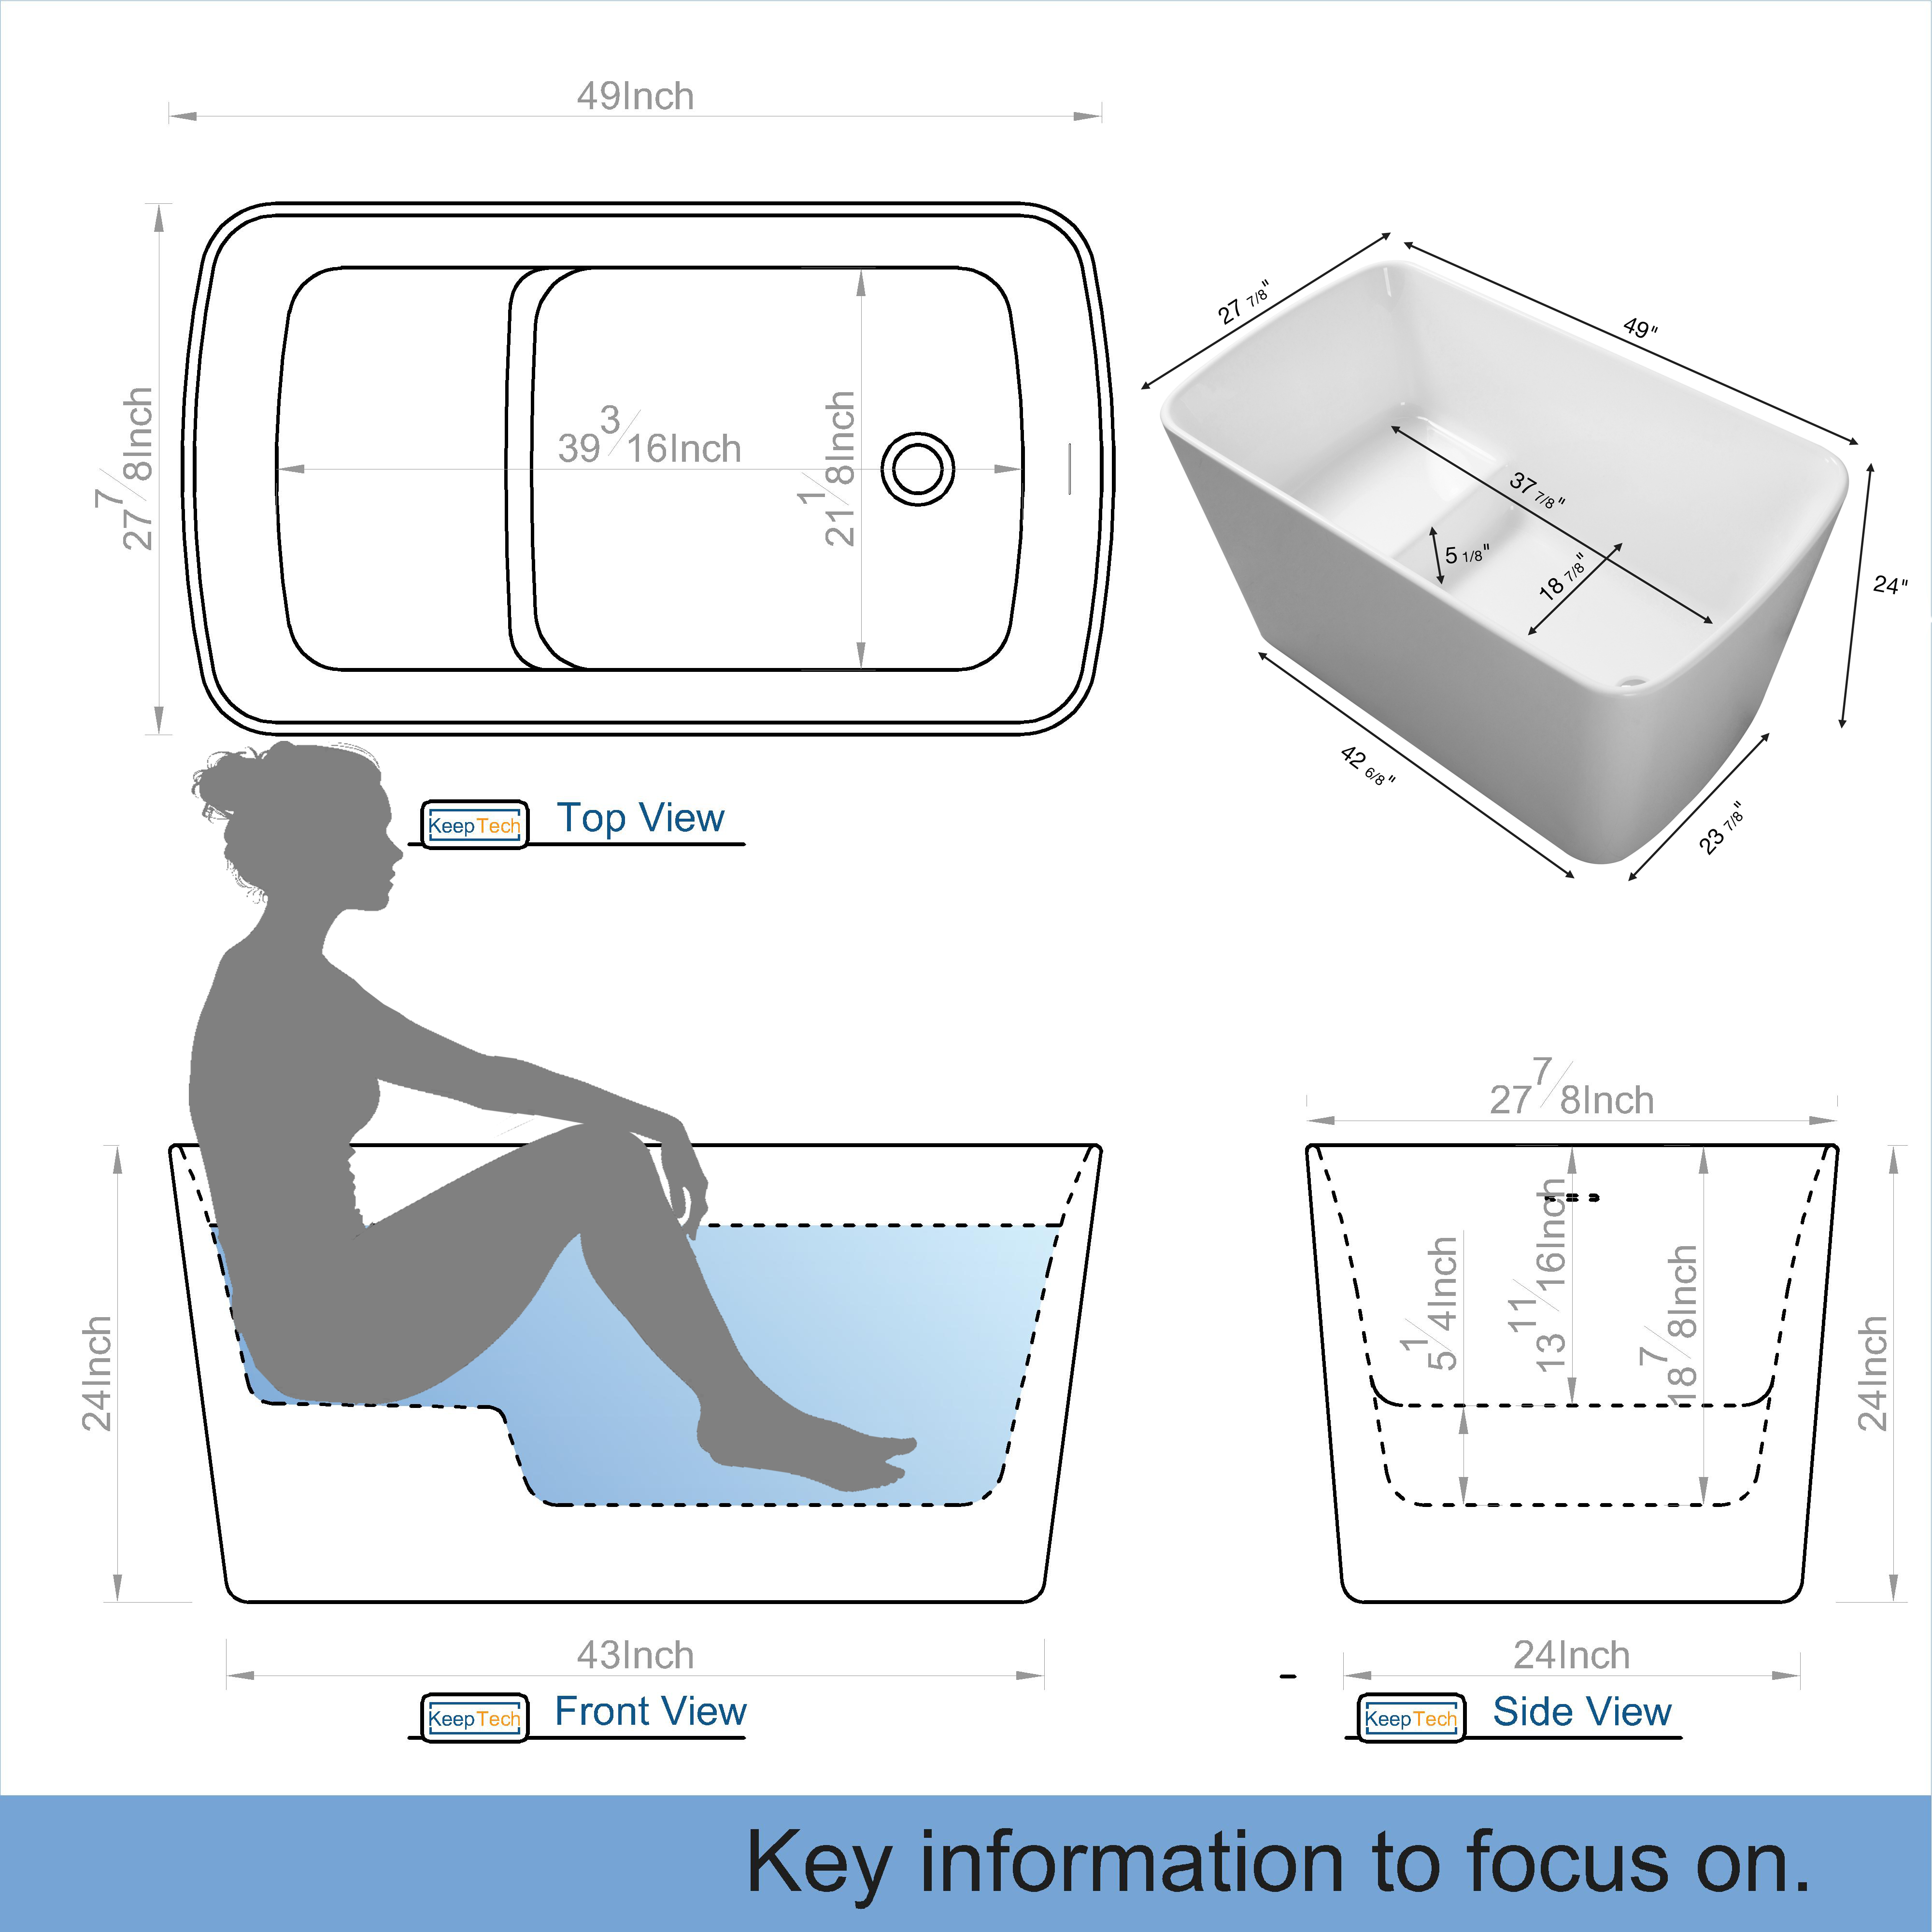 49Inch
27 7/8Inch
39 3/16Inch
21 1/8Inch
KeepTech
Top View
27 7/8"
49"
37 7/8"
5 1/8"
18 7/8"
24"
42 6/8"
23 7/8"
24Inch
43Inch
KeepTech
Front View
27 7/8Inch
5 1/4Inch
13 11/16Inch
18 7/8Inch
24Inch
24Inch
KeepTech
Side View
Key information to focus on.